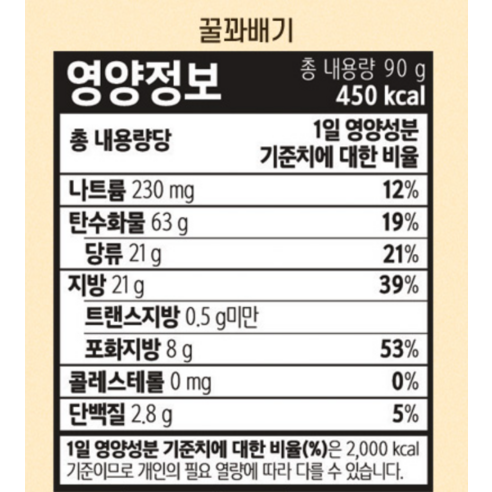 꿀꽈배기
영양정보 총 내용량 90 g
450 kcal
총 내용량당 1일 영양성분
기준치에 대한 비율
나트륨 230 mg 12%
탄수화물 63 g 19%
당류 21 g 21%
지방 21 g 39%
트랜스지방 0.5 g미만
포화지방 8 g 53%
콜레스테롤 0 mg 0%
단백질 2.8 g 5%
1일 영양성분 기준치에 대한 비율(%)은 2,000 kcal
기준이므로 개인의 필요 열량에 따라 다를 수 있습니다.